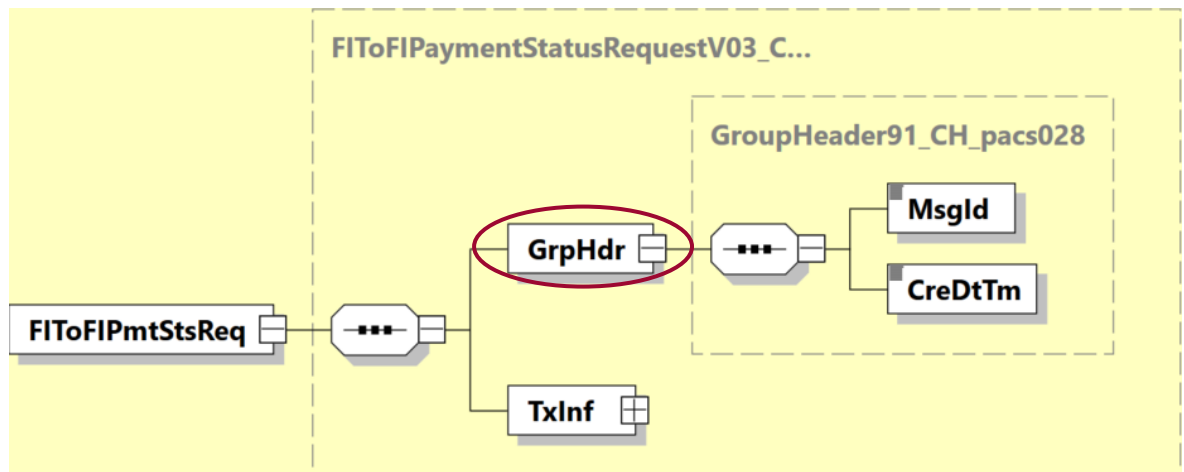 FIToFIPaymentStatusRequestV03_C...
GroupHeader91_CH_pacs028
MsgId
GrpHdr
CreDtTm
FIToFIPmtStsReq
TxInf